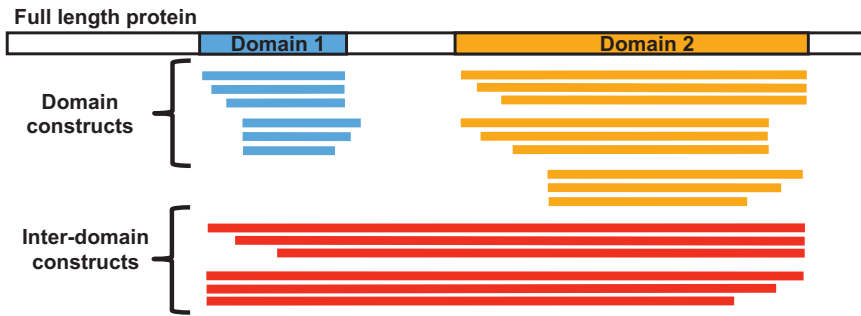 Full length protein
Domain 1
Domain 2
Domain
constructs
Inter-domain
constructs